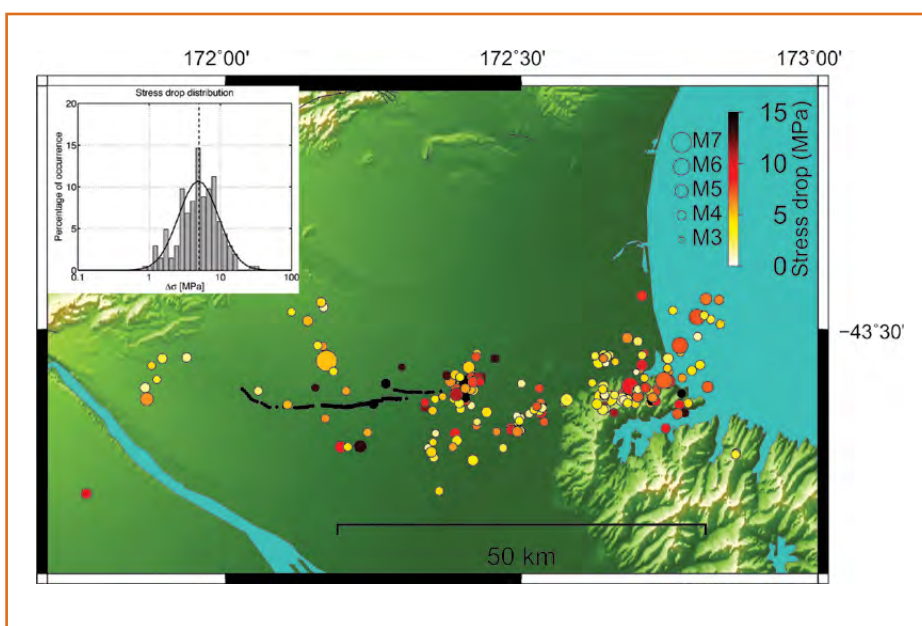 172°00' 172°30' 173°00'
Stress drop distribution
20
15
10
5
0
Percentage of occurrence
0.1 1 10 100
Δσ [MPa]
M7
M6
M5
M4
M3
15
10
5
0
Stress drop (MPa)
−43°30'
50 km